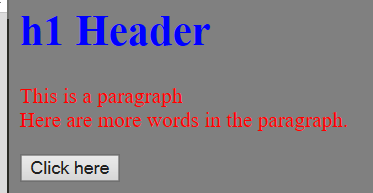 h1 Header
This is a paragraph
Here are more words in the paragraph.
Click here